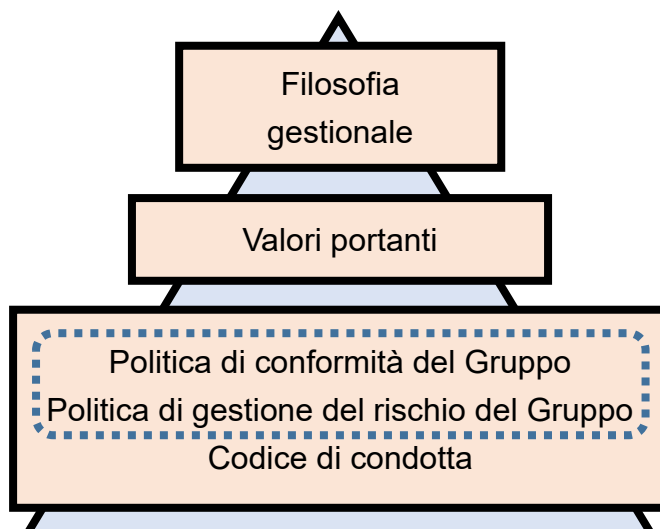 Filosofia
gestionale
Valori portanti
Politica di conformità del Gruppo
Politica di gestione del rischio del Gruppo
Codice di condotta